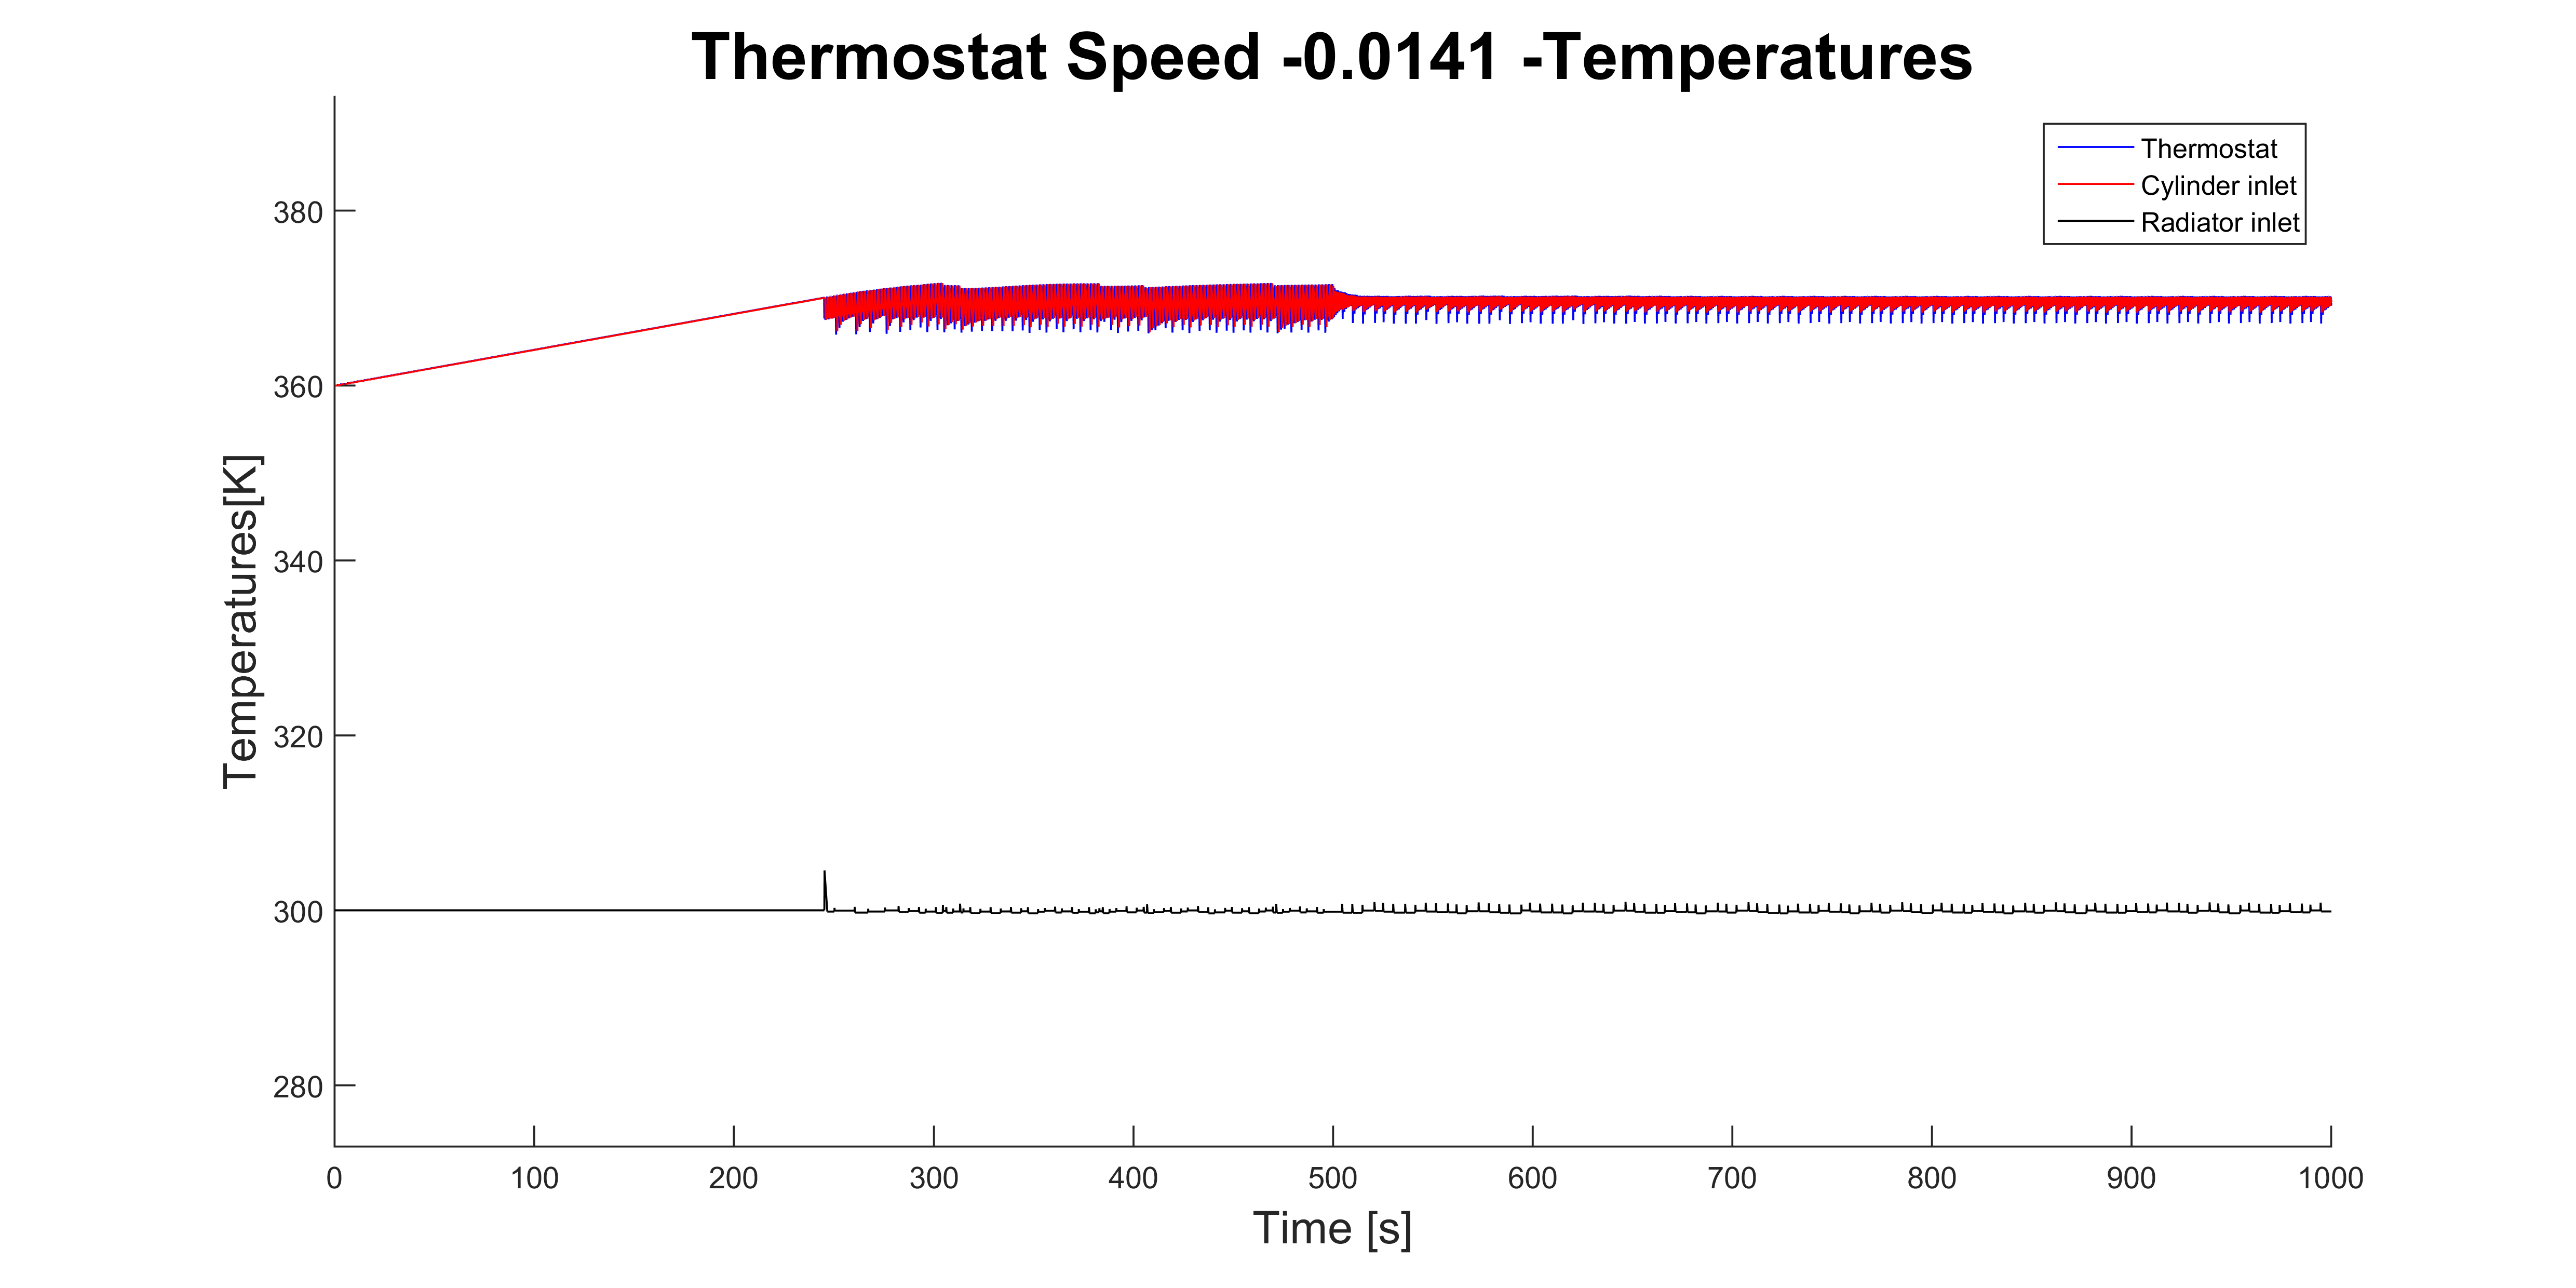 Thermostat Speed -0.0141 -Temperatures
Thermostat
Cylinder inlet
Radiator inlet
Temperatures[K]
380
360
340
320
300
280
0 100 200 300 400 500 600 700 800 900 1000
Time [s]